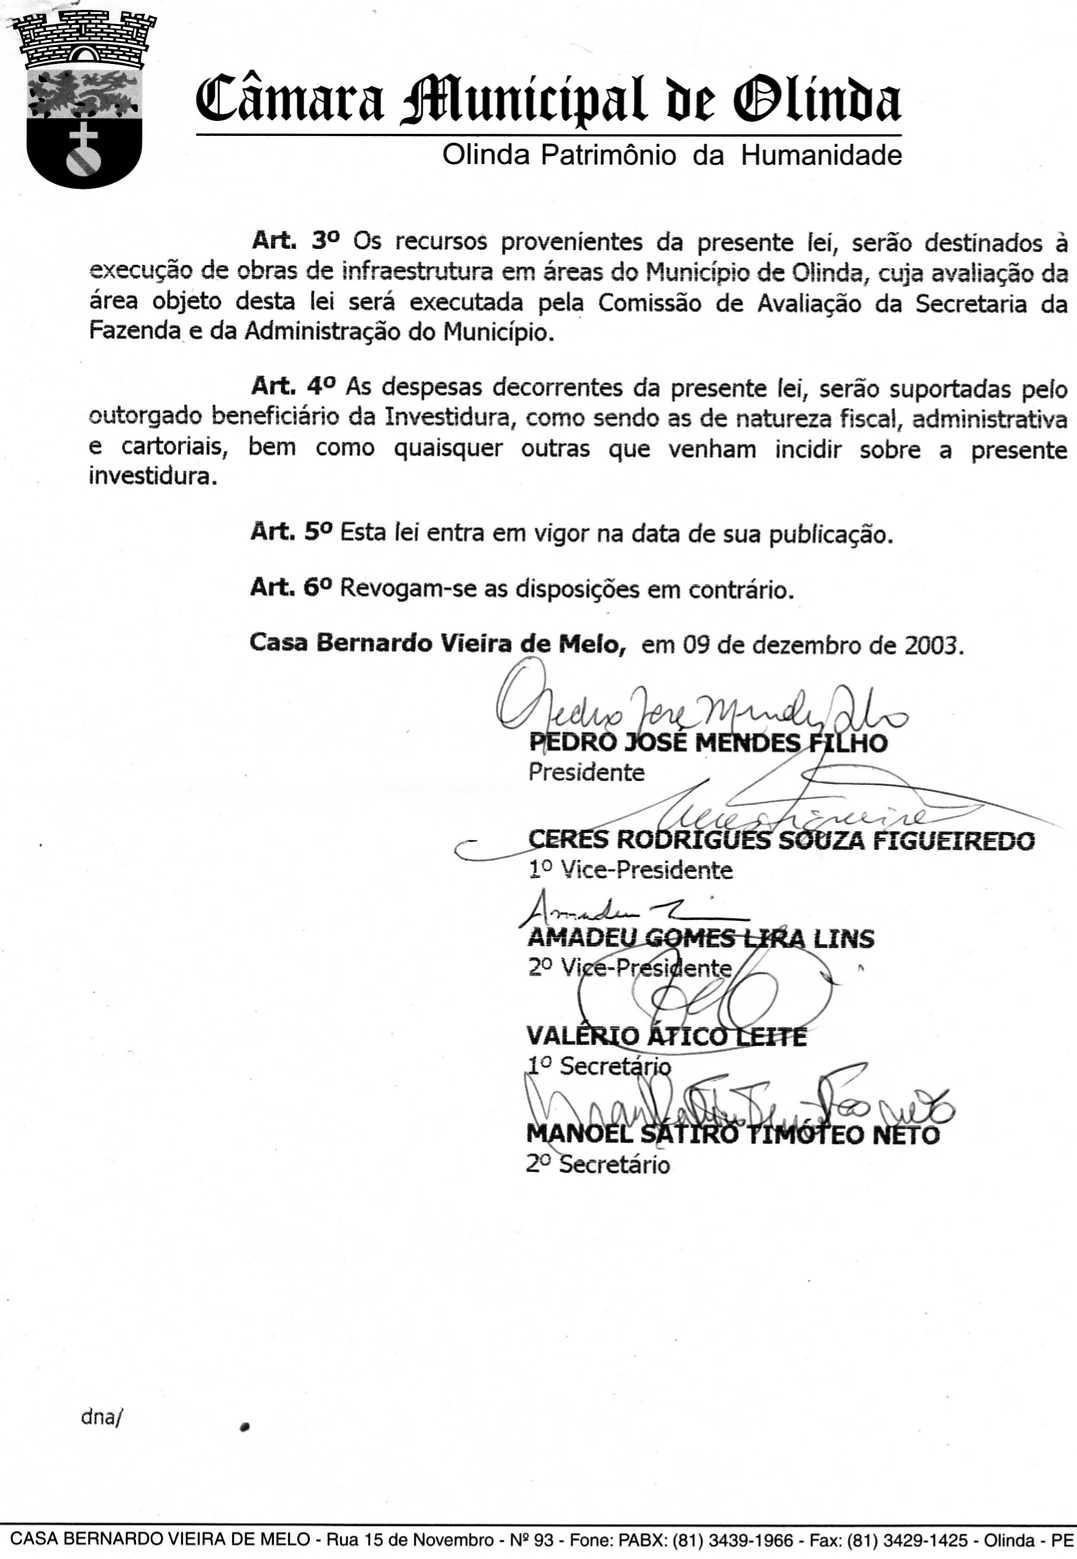 Câmara Municipal de Olinda
Olinda Patrimônio da Humanidade
Art. 3º Os recursos provenientes da presente lei, serão destinados à
execução de obras de infraestrutura em áreas do Município de Olinda, cuja avaliação da
área objeto desta lei será executada pela Comissão de Avaliação da Secretaria da
Fazenda e da Administração do Município.
Art. 4º As despesas decorrentes da presente lei, serão suportadas pelo
outorgado beneficiário da Investidura, como sendo as de natureza fiscal, administrativa
e cartoriais, bem como quaisquer outras que venham incidir sobre a presente
investidura.
Art. 5º Esta lei entra em vigor na data de sua publicação.
Art. 6º Revogam-se as disposições em contrário.
Casa Bernardo Vieira de Melo, em 09 de dezembro de 2003.
Pedro José Mendes Filho
PEDRO JOSÉ MENDES FILHO
Presidente
CERES RODRIGUES SOUZA FIGUEIREDO
1º Vice-Presidente
Amadeu
AMADEU GOMES LIRA LINS
2º Vice-Presidente
VALÉRIO ÁTICO LEITE
1º Secretário
MANOEL SÁTIRO TIMÓTEO NETO
2º Secretário
dna/
CASA BERNARDO VIEIRA DE MELO - Rua 15 de Novembro - Nº 93 - Fone: PABX: (81) 3439-1966 - Fax: (81) 3429-1425 - Olinda - PE